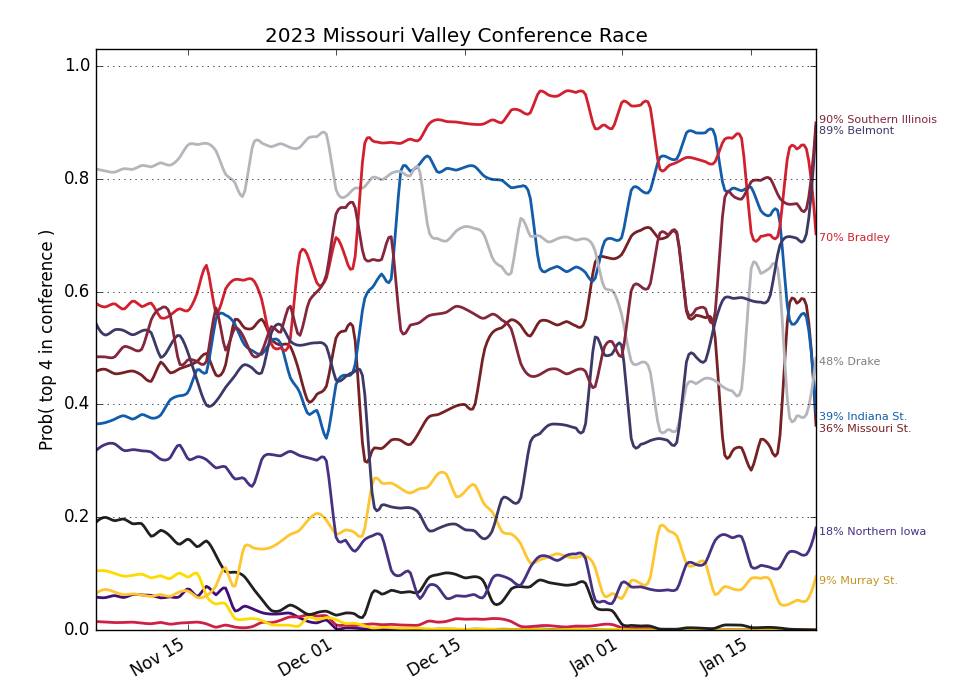 2023 Missouri Valley Conference Race
Prob( top 4 in conference )
1.0
0.8
0.6
0.4
0.2
0.0
Nov 15
Dec 01
Dec 15
Jan 01
Jan 15
90% Southern Illinois
89% Belmont
70% Bradley
48% Drake
39% Indiana St.
36% Missouri St.
18% Northern Iowa
9% Murray St.